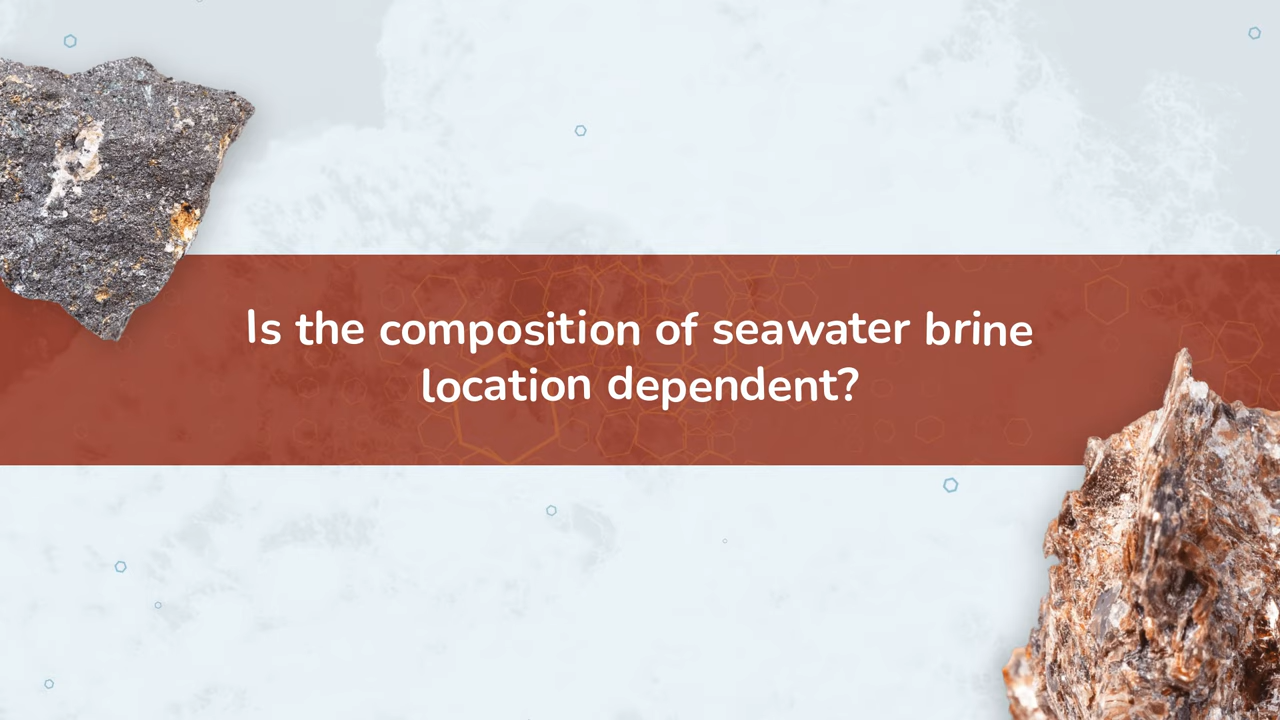 Is the composition of seawater brine
location dependent?